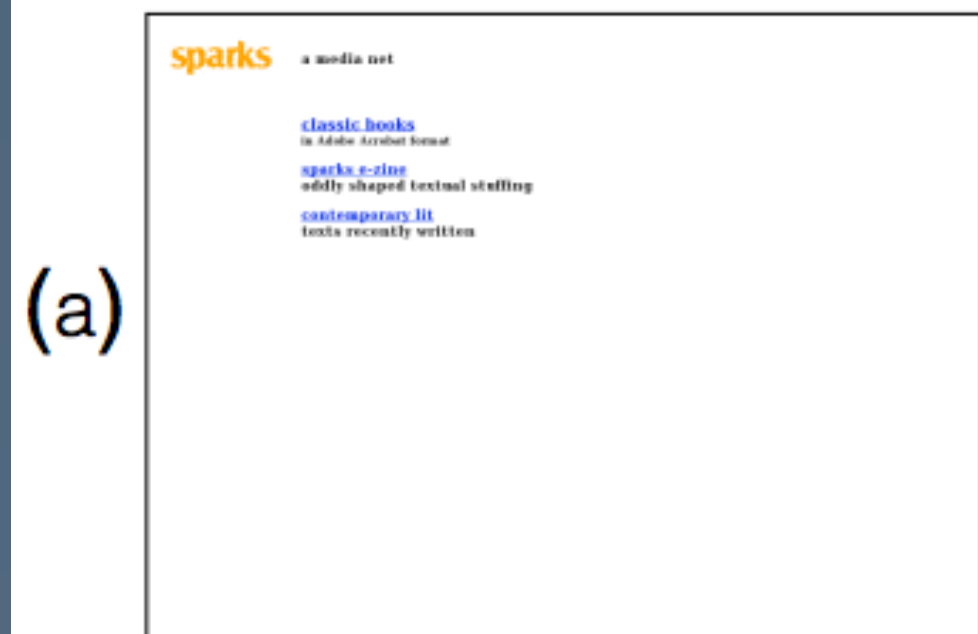 sparks a media net
classic books
in Adobe Acrobat format
sparks e-zine
oddly shaped textual stuffing
contemporary lit
texts recently written
(a)